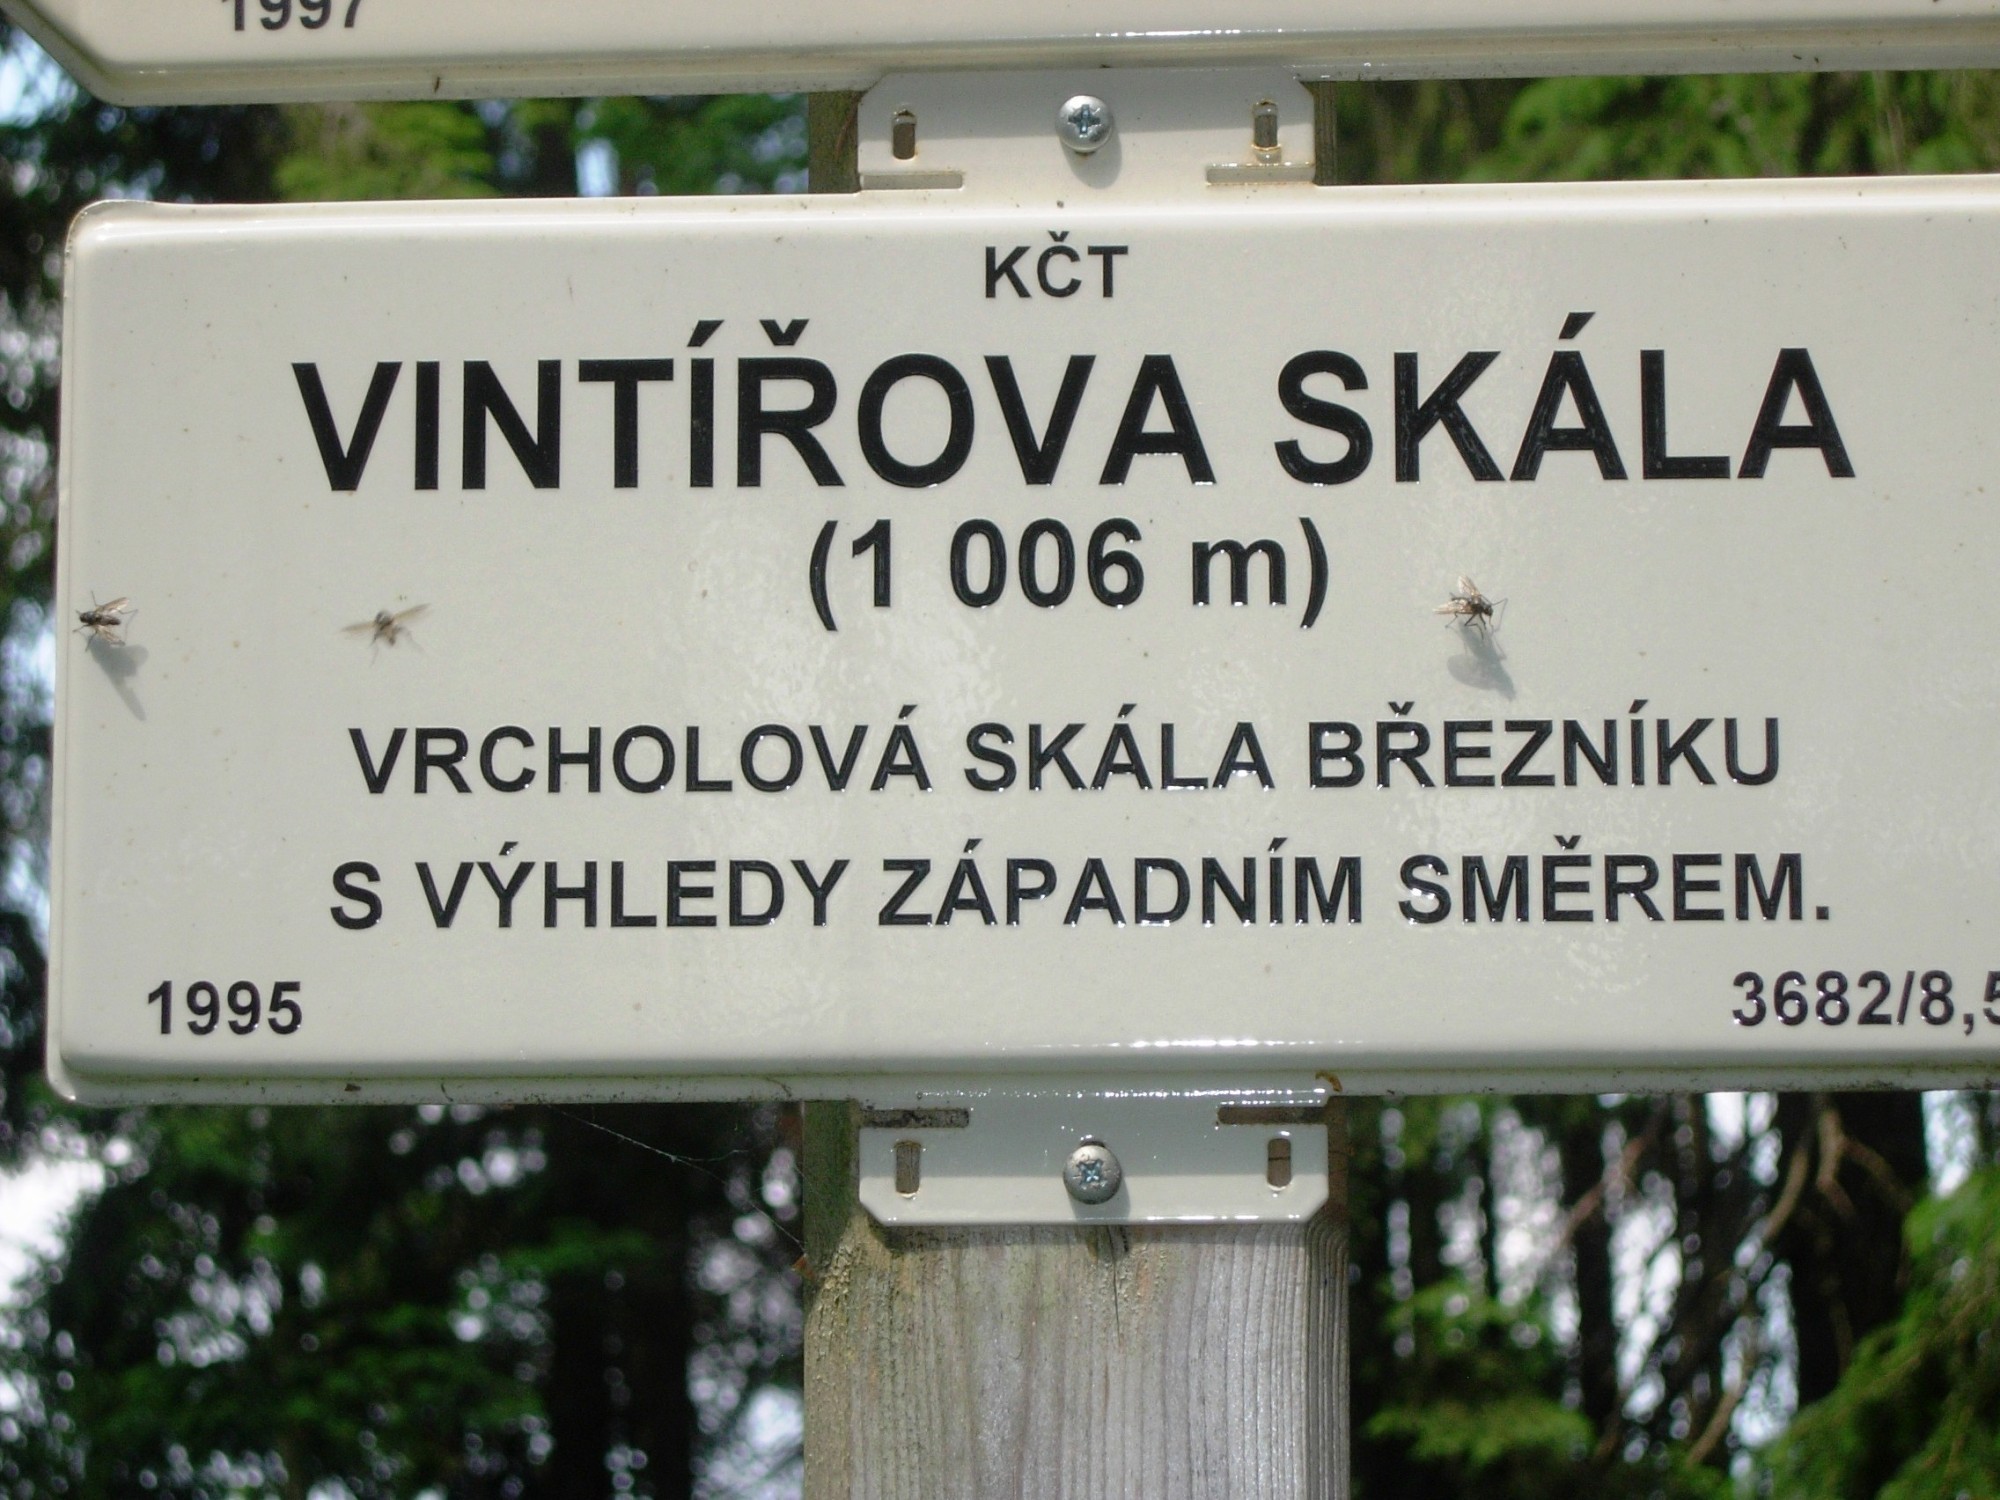 1997
KČT
VINTÍŘOVA SKÁLA
(1 006 m)
VRCHOLOVÁ SKÁLA BŘEZNÍKU
S VÝHLEDY ZÁPADNÍM SMĚREM.
1995
3682/8,5